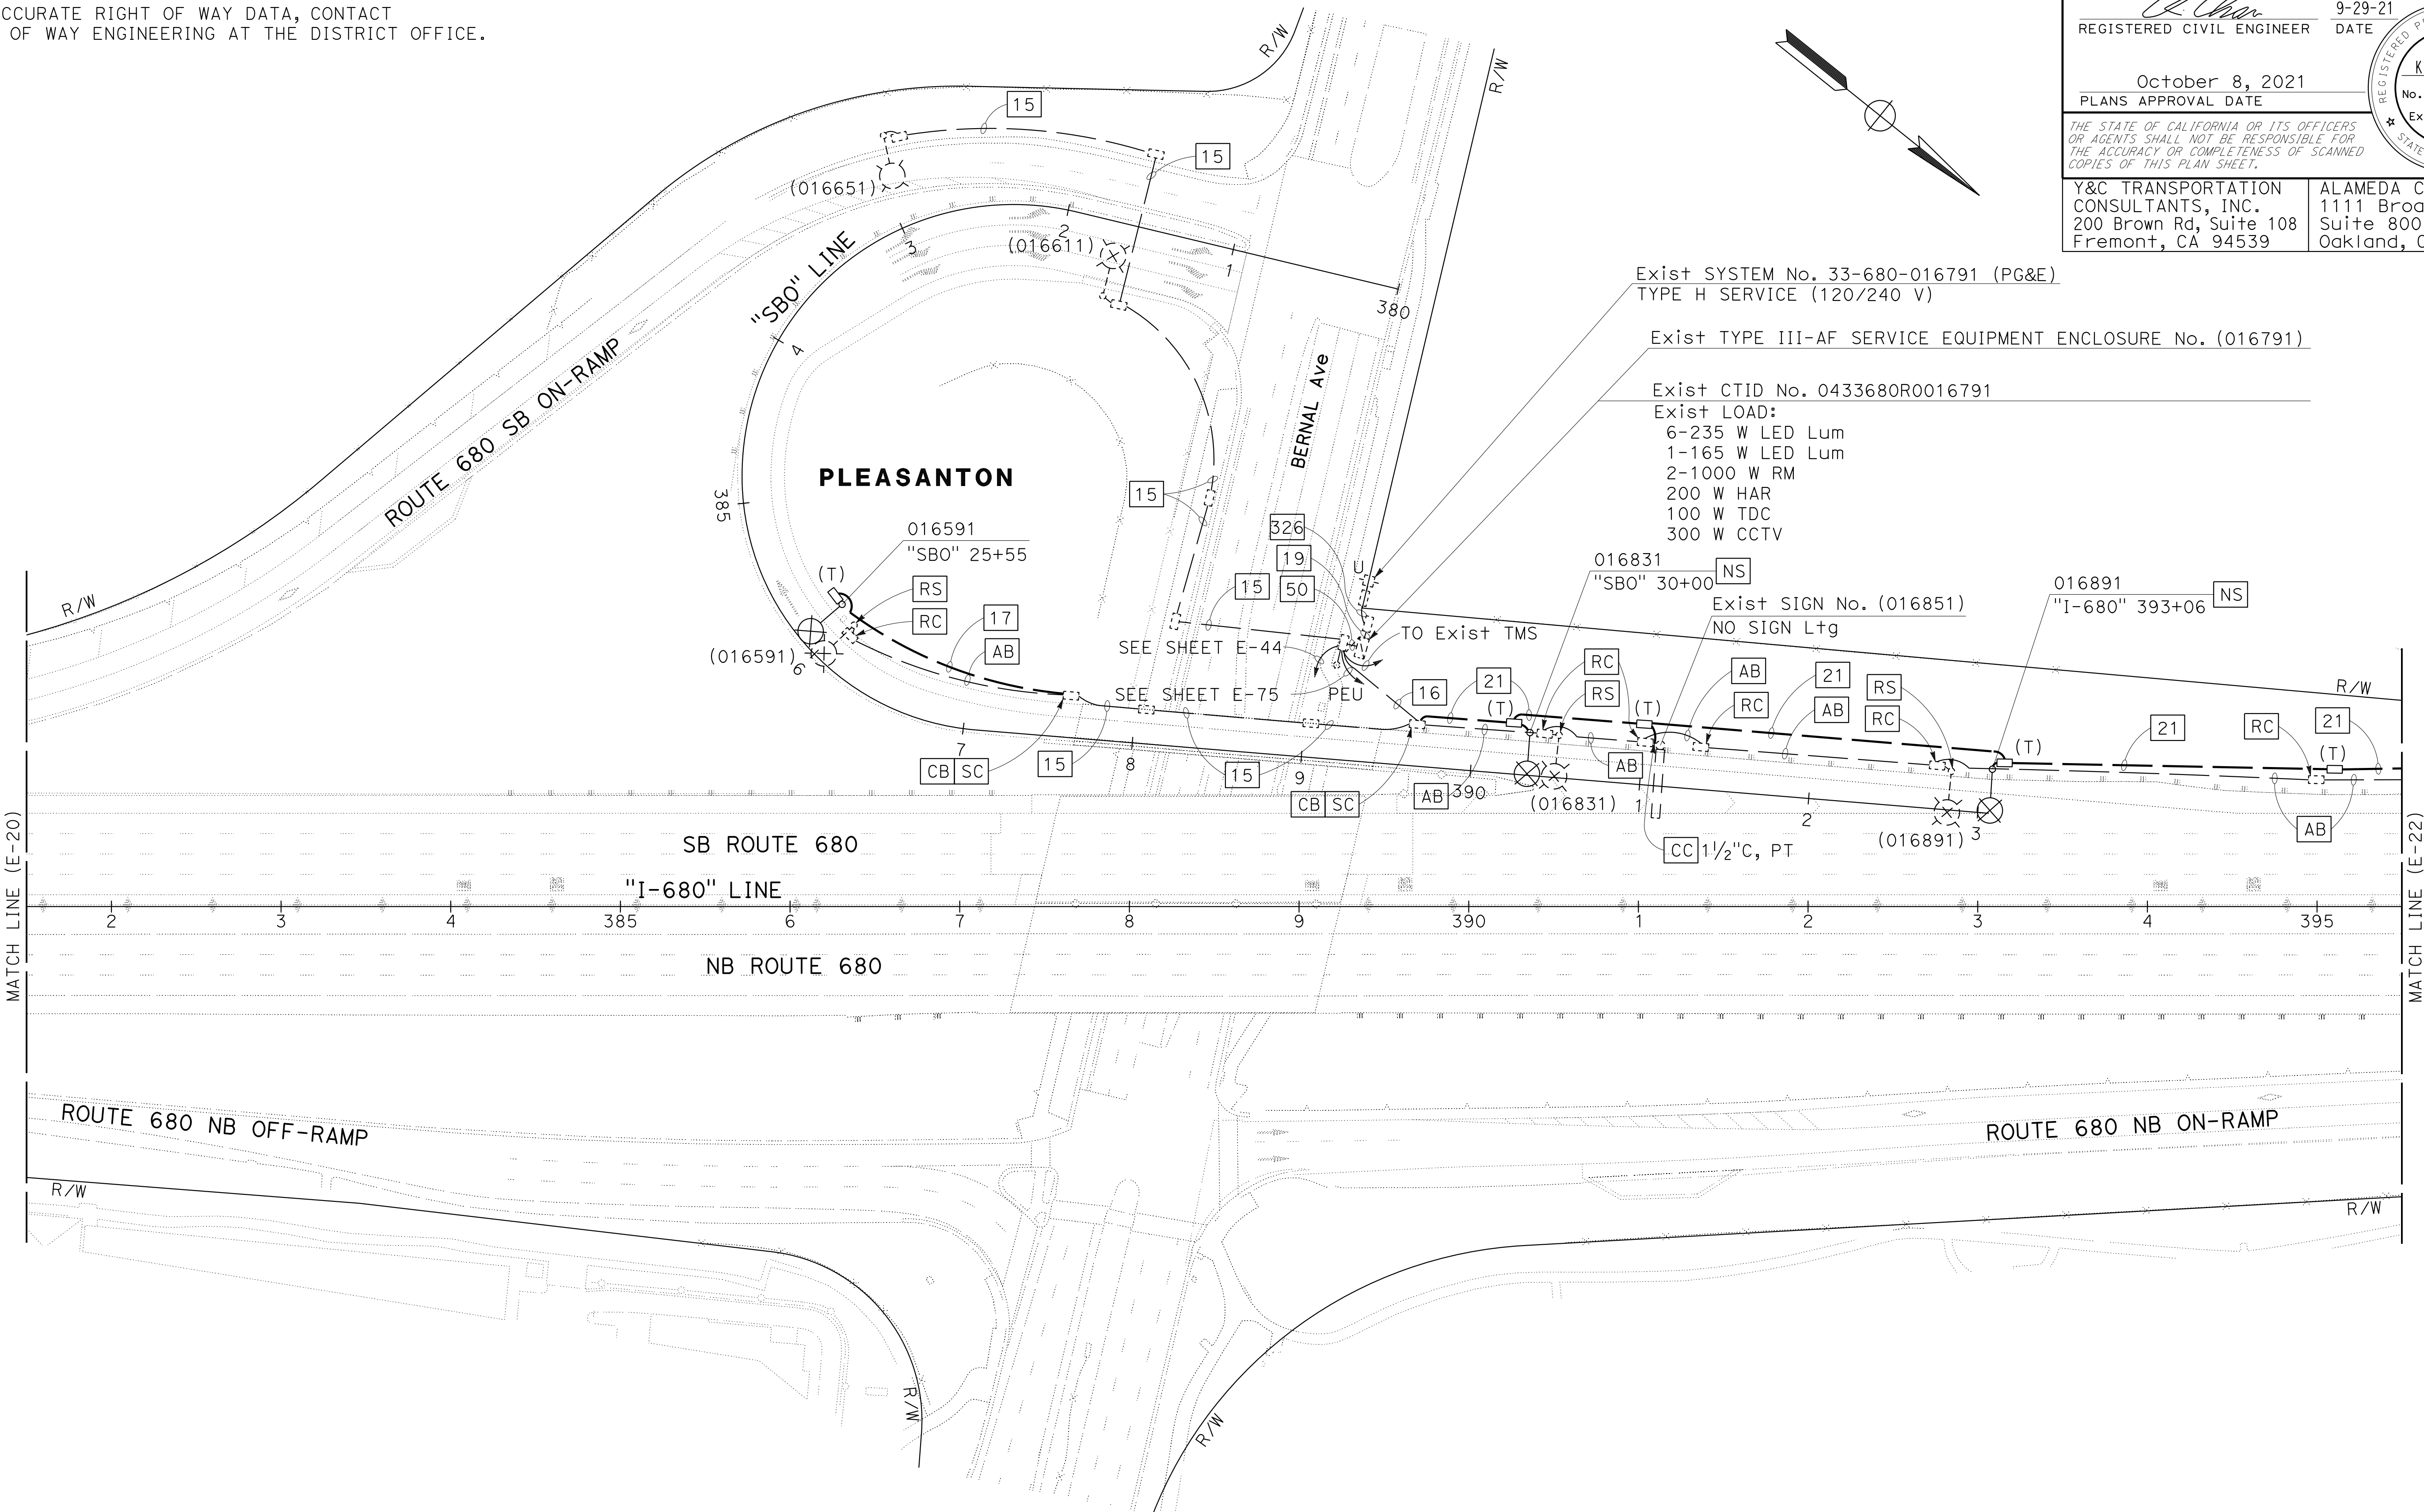 CCURATE RIGHT OF WAY DATA, CONTACT
OF WAY ENGINEERING AT THE DISTRICT OFFICE.
9-29-21
REGISTERED CIVIL ENGINEER DATE
October 8, 2021
PLANS APPROVAL DATE
REGISTERED P
K
No.
Ex
STATE
THE STATE OF CALIFORNIA OR ITS OFFICERS
OR AGENTS SHALL NOT BE RESPONSIBLE FOR
THE ACCURACY OR COMPLETENESS OF SCANNED
COPIES OF THIS PLAN SHEET.
Y&C TRANSPORTATION
CONSULTANTS, INC.
200 Brown Rd, Suite 108
Fremont, CA 94539
ALAMEDA C
1111 Broa
Suite 800
Oakland, C
R/W
R/W
15
15
(016651)
(016611)
"SBO" LINE
380
1
2
3
4
385
6
7
8
9
390
1
2
3
ROUTE 680 SB ON-RAMP
R/W
PLEASANTON
BERNAL Ave
Exist SYSTEM No. 33-680-016791 (PG&E)
TYPE H SERVICE (120/240 V)
Exist TYPE III-AF SERVICE EQUIPMENT ENCLOSURE No. (016791)
Exist CTID No. 0433680R0016791
Exist LOAD:
6-235 W LED Lum
1-165 W LED Lum
2-1000 W RM
200 W HAR
100 W TDC
300 W CCTV
15
326
19
50
15
U
016591
"SBO" 25+55
(T)
RS
RC
17
AB
(016591)
016831
"SBO" 30+00 NS
Exist SIGN No. (016851)
NO SIGN Ltg
016891
"I-680" 393+06 NS
TO Exist TMS
SEE SHEET E-44
SEE SHEET E-75
PEU
16
21
(T)
RC
RS
(T)
AB
RC
21
AB
RS
RC
(T)
21
RC
(T)
21
R/W
CB SC
15
15
CB SC
AB
(016831)
AB
CC 1½"C, PT
(016891)
AB
MATCH LINE (E-20)
MATCH LINE (E-22)
SB ROUTE 680
"I-680" LINE
2 3 4 385 6 7 8 9 390 1 2 3 4 395
NB ROUTE 680
ROUTE 680 NB OFF-RAMP
ROUTE 680 NB ON-RAMP
R/W
R/W
R/W
R/W